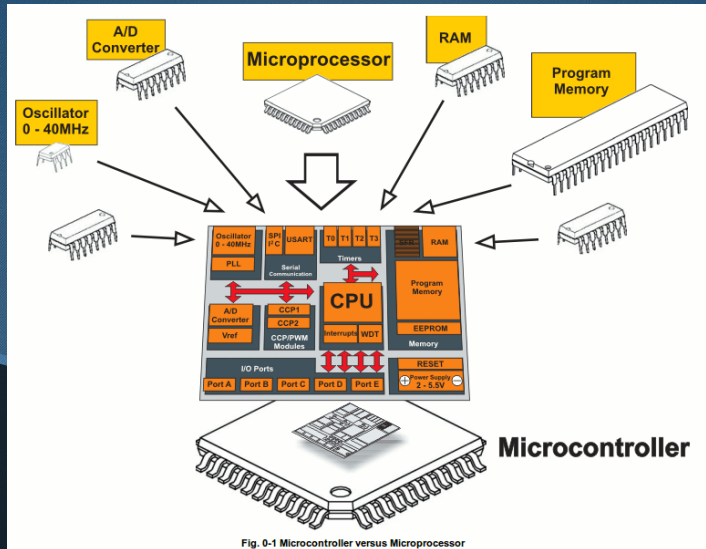 A/D
Converter
Microprocessor
RAM
Program
Memory
Oscillator
0 - 40MHz
Oscillator
0 - 40MHz
PLL
SPI
I²C
USART
Serial
Communication
T0 T1 T2 T3
Timers
SFR
RAM
Program
Memory
EEPROM
Memory
A/D
Converter
Vref
CCP1
CCP2
CCP/PWM
Modules
CPU
Interrupts
WDT
I/O Ports
Port A Port B Port C Port D Port E
RESET
Power Supply
2 - 5.5V
Microcontroller
Fig. 0-1 Microcontroller versus Microprocessor